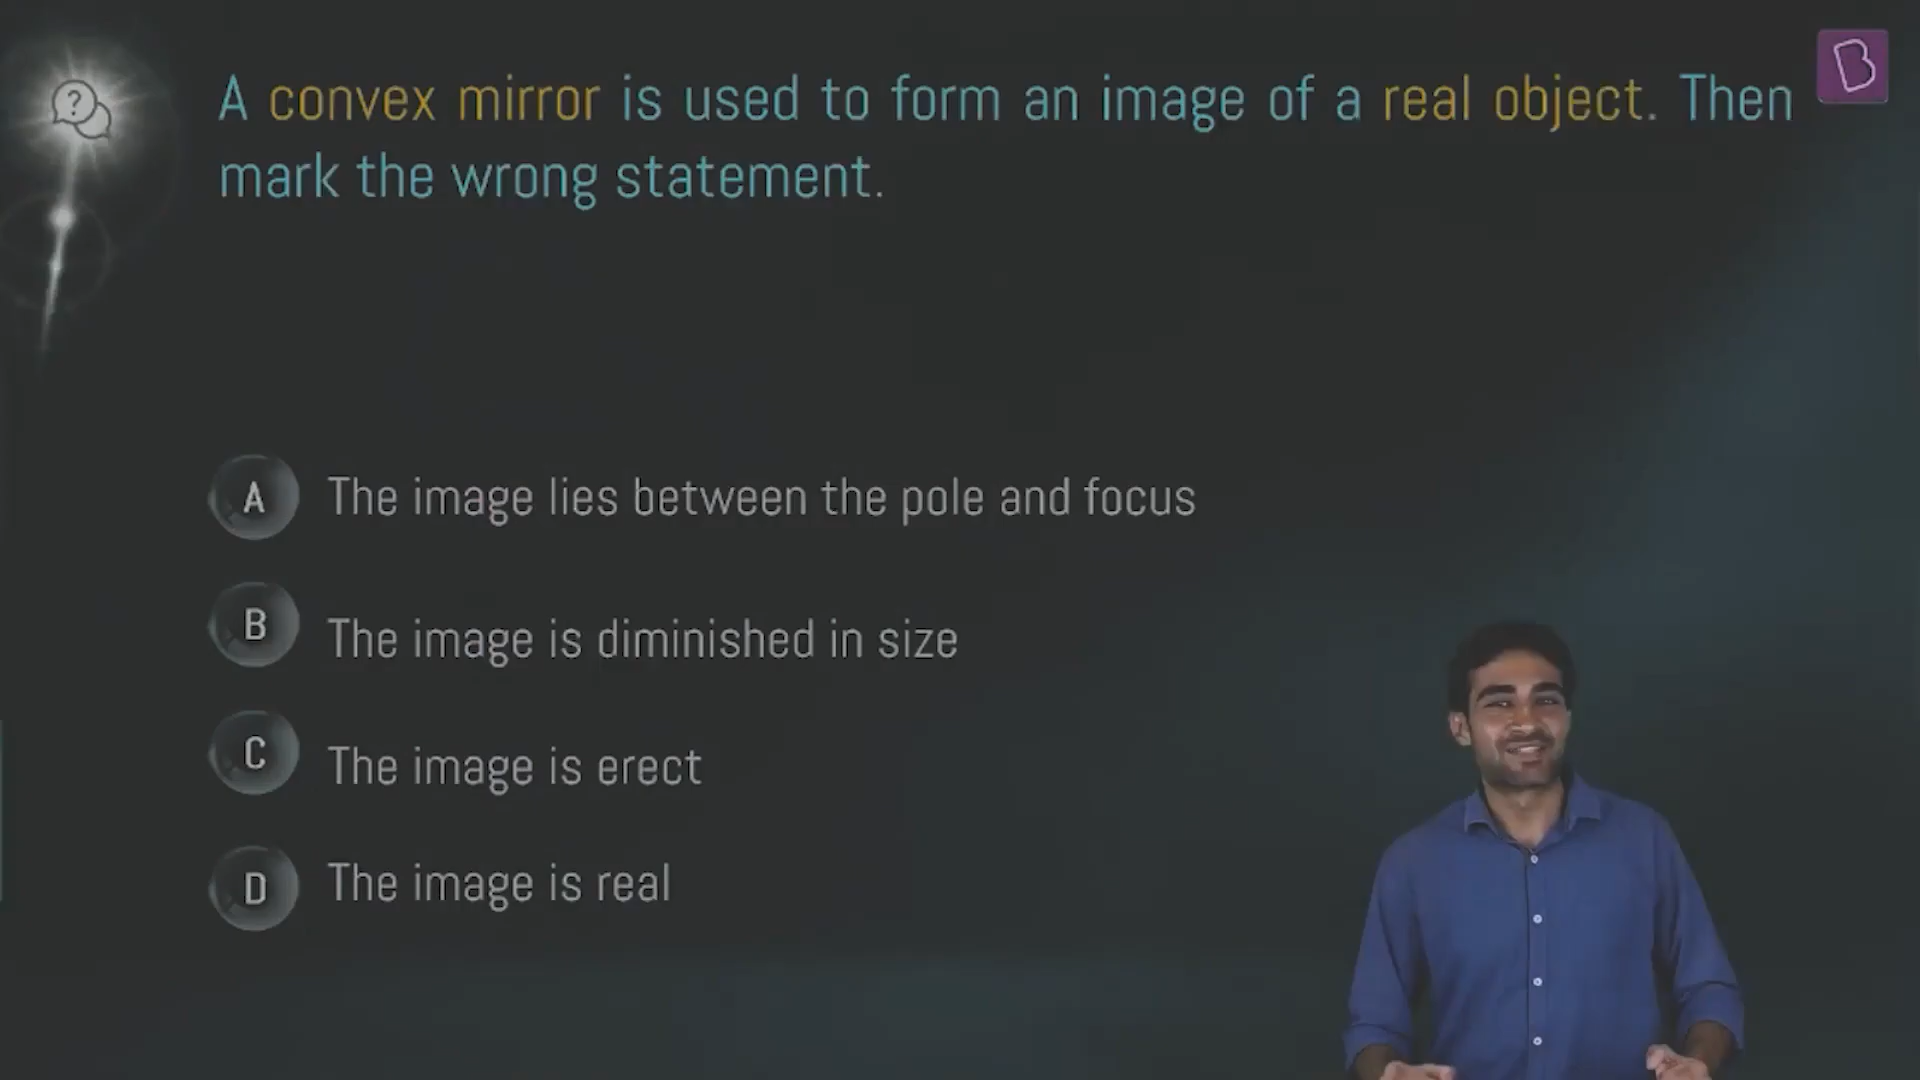 A convex mirror is used to form an image of a real object. Then
mark the wrong statement.
A The image lies between the pole and focus
B The image is diminished in size
C The image is erect
D The image is real
?
B